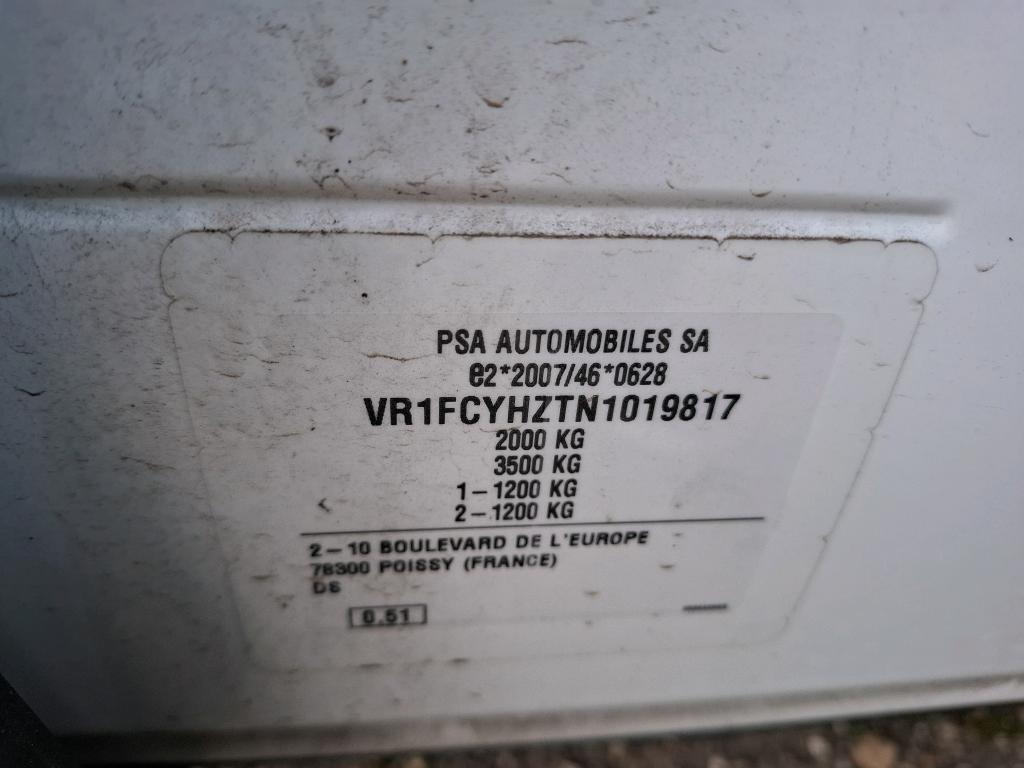 PSA AUTOMOBILES SA
e2*2007/46*0628
VR1FCYHZTN1019817
2000 KG
3500 KG
1-1200 KG
2-1200 KG
2-10 BOULEVARD DE L'EUROPE
78300 POISSY (FRANCE)
DS
0.51